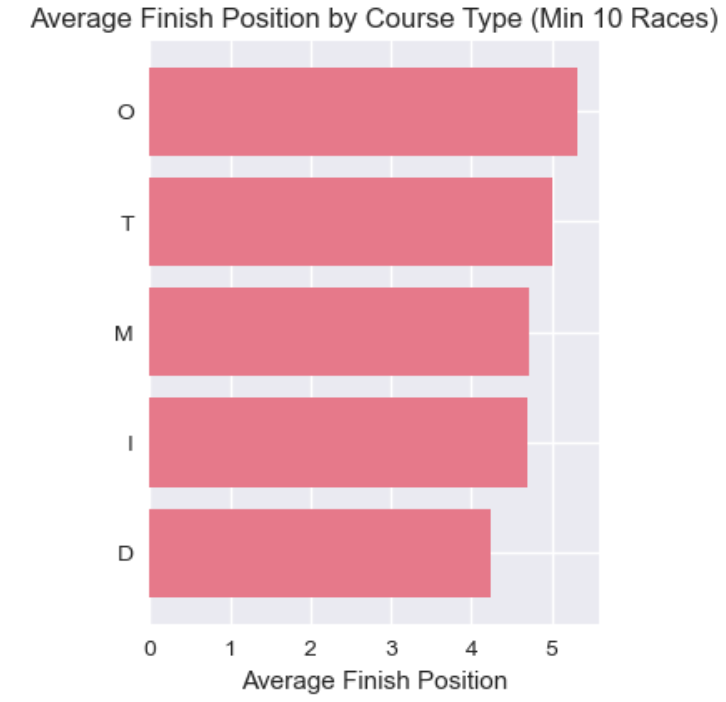 Average Finish Position by Course Type (Min 10 Races)
O
T
M
I
D
0 1 2 3 4 5
Average Finish Position